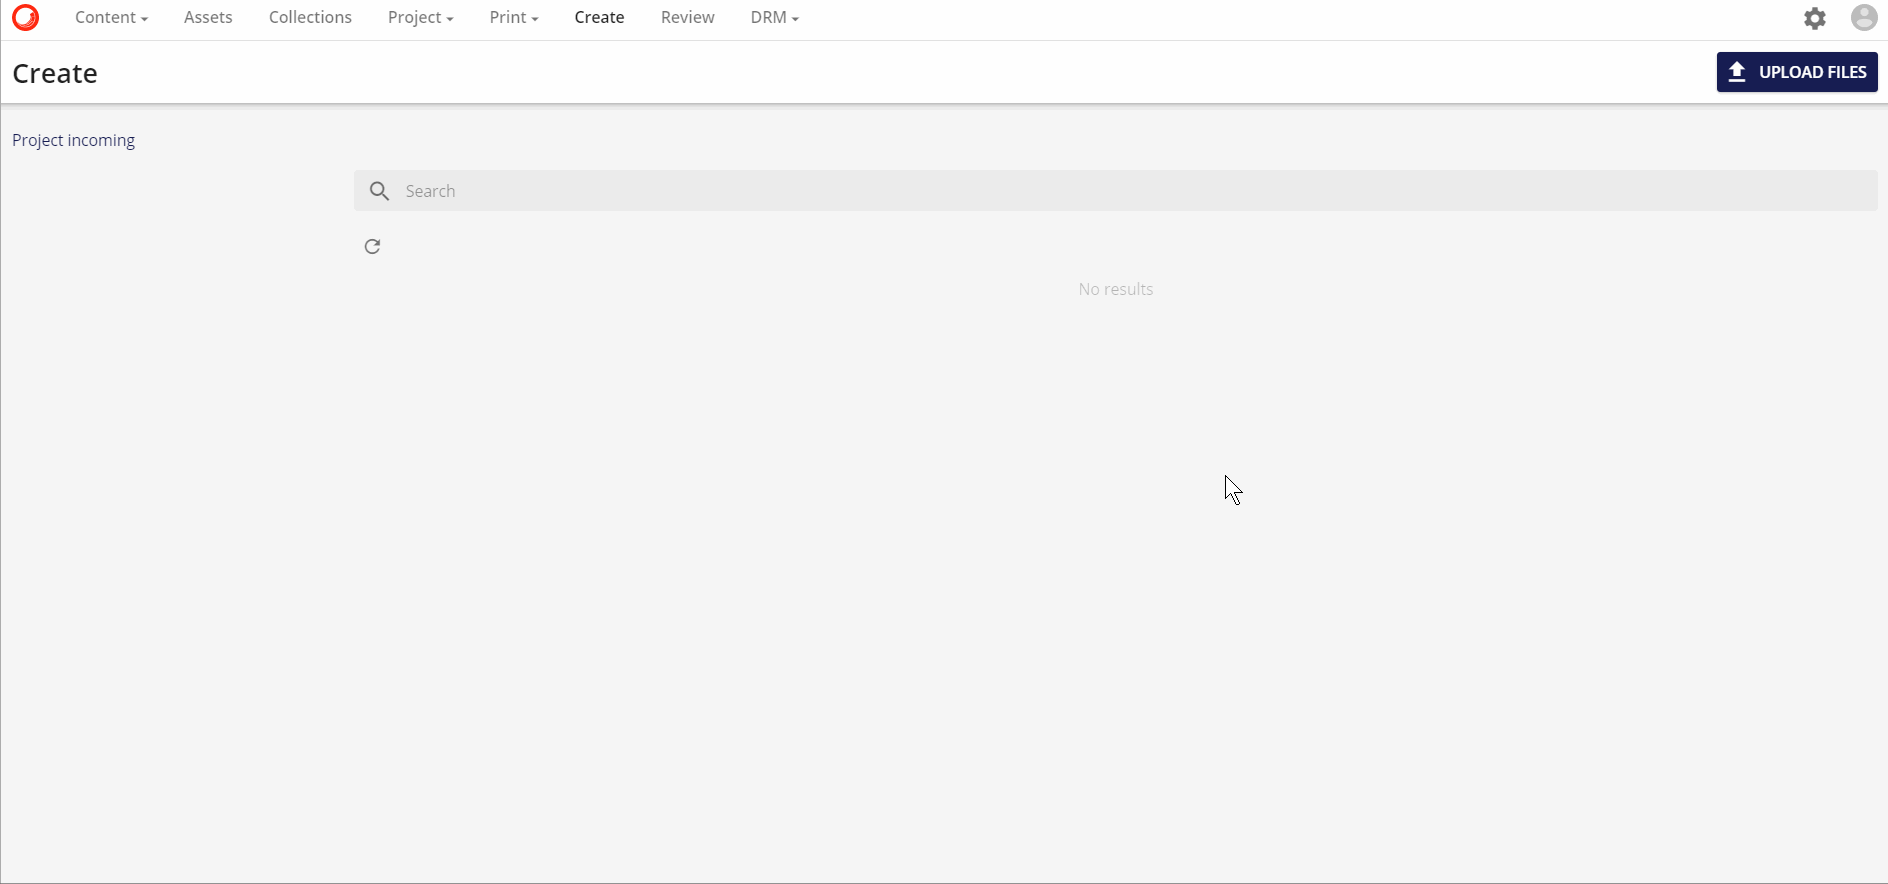 Content Assets Collections Project Print Create Review DRM
Create
UPLOAD FILES
Project incoming
Search
No results